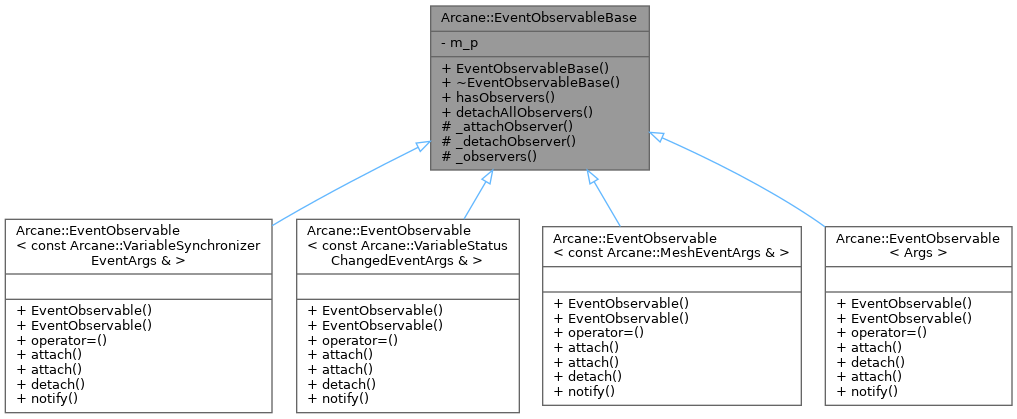 Arcane::EventObservableBase
- m_p
+ EventObservableBase()
+ ~EventObservableBase()
+ hasObservers()
+ detachAllObservers()
# _attachObserver()
# _detachObserver()
# _observers()
Arcane::EventObservable
< const Arcane::VariableSynchronizer
EventArgs & >
+ EventObservable()
+ EventObservable()
+ operator=()
+ attach()
+ attach()
+ detach()
+ notify()
Arcane::EventObservable
< const Arcane::VariableStatus
ChangedEventArgs & >
+ EventObservable()
+ EventObservable()
+ operator=()
+ attach()
+ attach()
+ detach()
+ notify()
Arcane::EventObservable
< const Arcane::MeshEventArgs & >
+ EventObservable()
+ EventObservable()
+ operator=()
+ attach()
+ attach()
+ detach()
+ notify()
Arcane::EventObservable
< Args >
+ EventObservable()
+ EventObservable()
+ operator=()
+ attach()
+ detach()
+ attach()
+ notify()